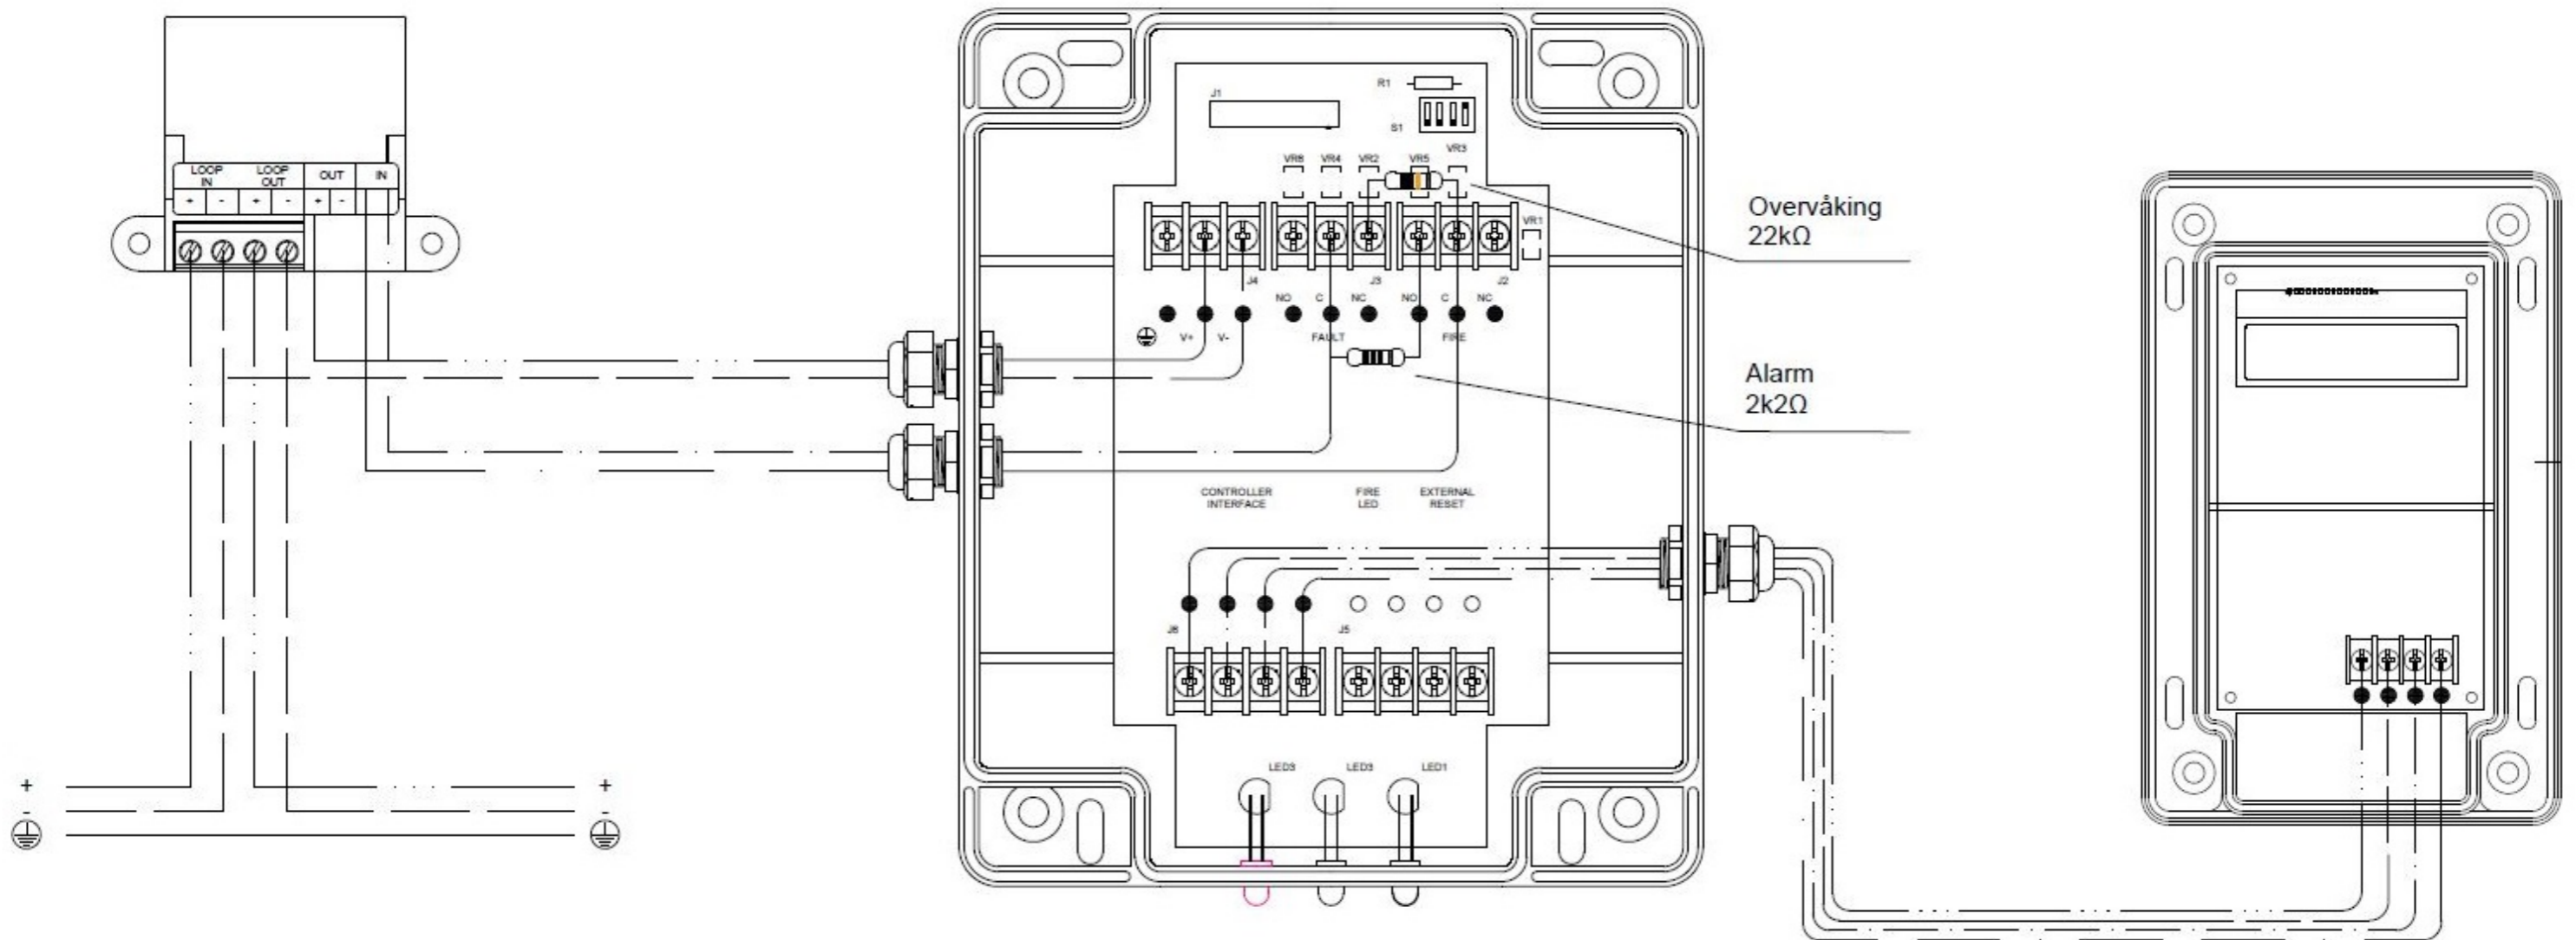 J1
R1
S1
VR3
VR6 VR4 VR2 VR5
VR1
LOOP IN
LOOP OUT
OUT
IN
+ - + - + -
Overvåking
22kΩ
J4 J3 J2
NO C NC NO C NC
V+ V- FAULT FIRE
Alarm
2k2Ω
CONTROLLER
INTERFACE
FIRE
LED
EXTERNAL
RESET
J6 J5
LED3 LED3 LED1
+ +
- -